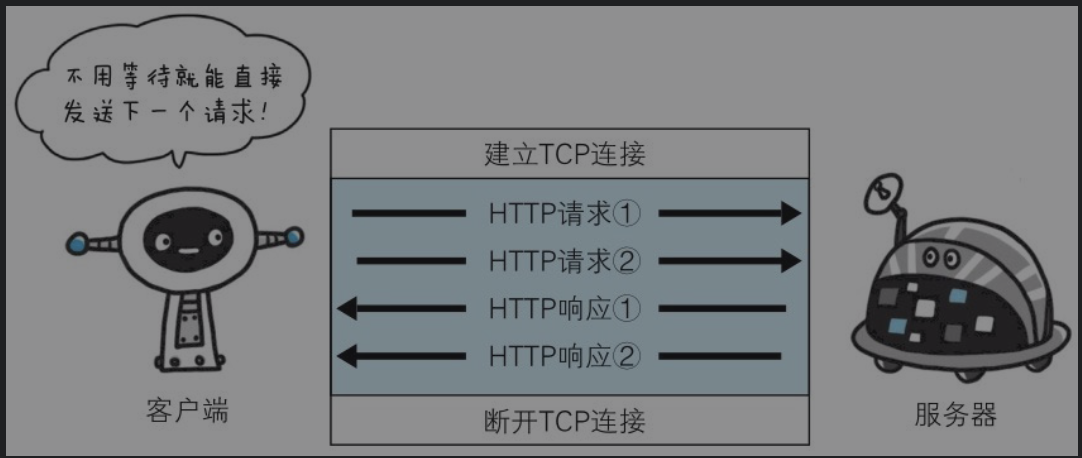 不用等待就能直接
发送下一个请求！
建立TCP连接
HTTP请求①
HTTP请求②
HTTP响应①
HTTP响应②
断开TCP连接
客户端
服务器